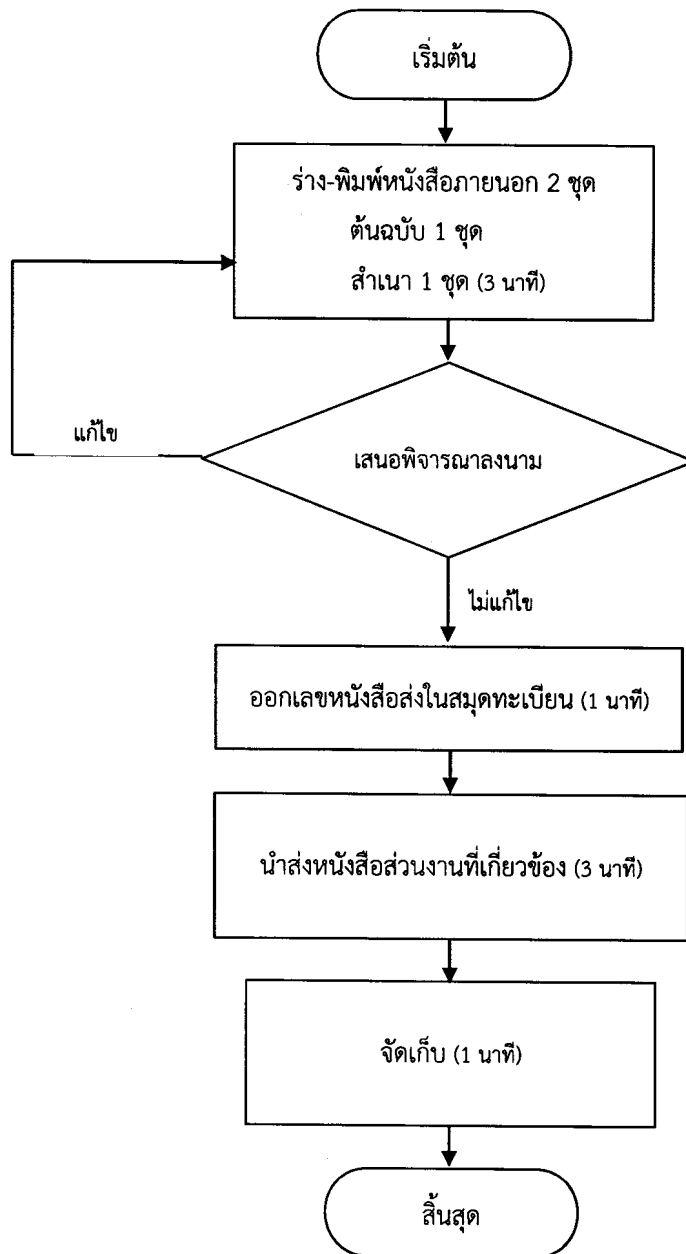 เริ่มต้น
ร่าง-พิมพ์หนังสือภายนอก 2 ชุด
ต้นฉบับ 1 ชุด
สำเนา 1 ชุด (3 นาที)
แก้ไข
เสนอพิจารณาลงนาม
ไม่แก้ไข
ออกเลขหนังสือส่งในสมุดทะเบียน (1 นาที)
นำส่งหนังสือส่วนงานที่เกี่ยวข้อง (3 นาที)
จัดเก็บ (1 นาที)
สิ้นสุด